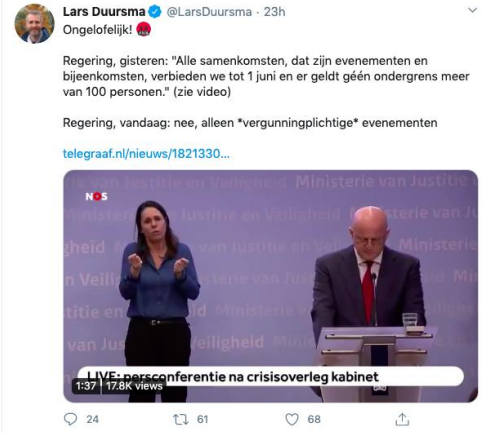 Lars Duursma @LarsDuursma · 23h
Ongelofelijk!
Regering, gisteren: "Alle samenkomsten, dat zijn evenementen en
bijeenkomsten, verbieden we tot 1 juni en er geldt géén ondergrens meer
van 100 personen." (zie video)
Regering, vandaag: nee, alleen *vergunningplichtige* evenementen
telegraaf.nl/nieuws/1821330...
Ministerie van Justitie en Veiligheid
NOS
LIVE: persconferentie na crisisoverleg kabinet
1:37 17.8K views
24 61 68